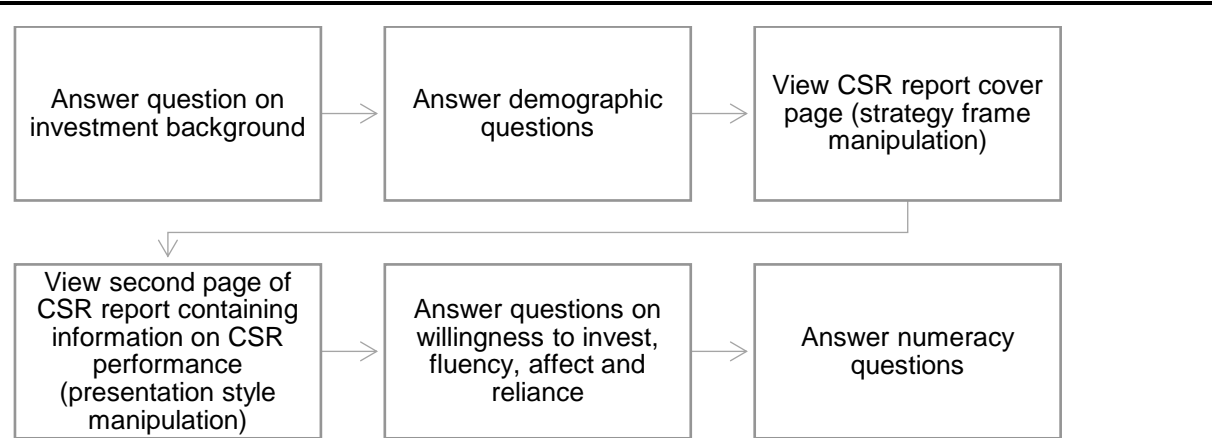 Answer question on
investment background
Answer demographic
questions
View CSR report cover
page (strategy frame
manipulation)
View second page of
CSR report containing
information on CSR
performance
(presentation style
manipulation)
Answer questions on
willingness to invest,
fluency, affect and
reliance
Answer numeracy
questions